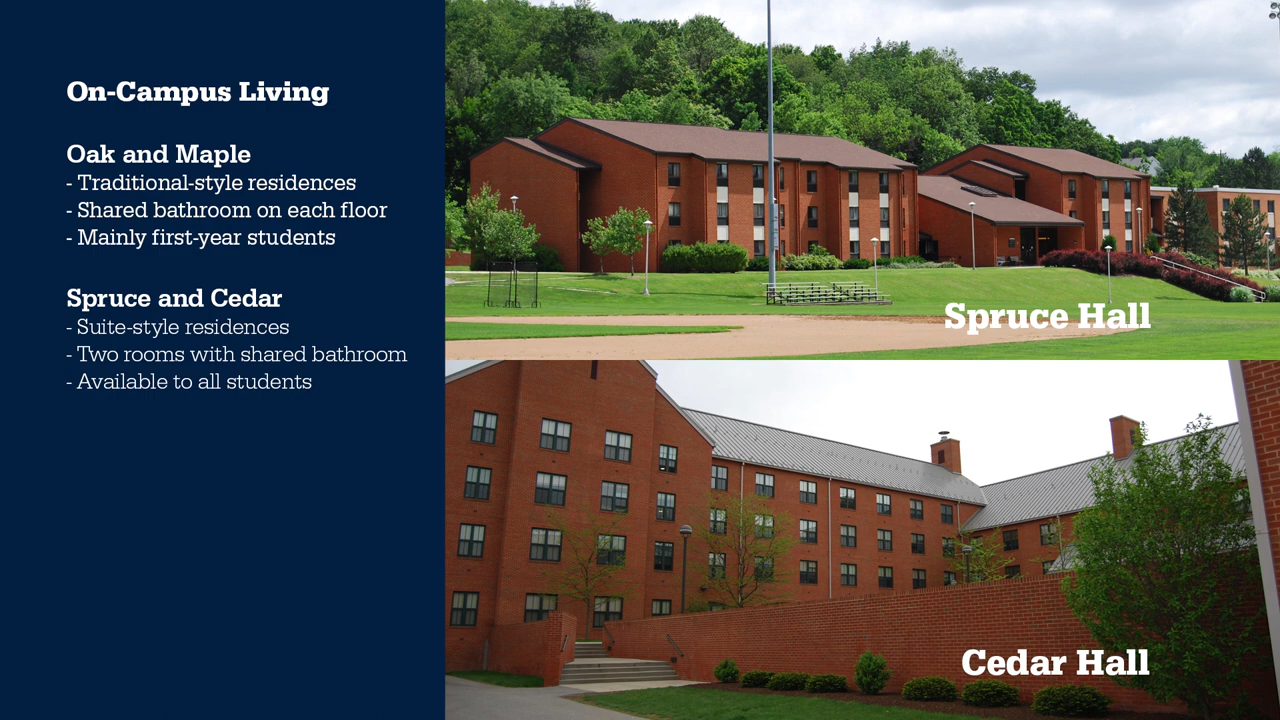 On-Campus Living
Oak and Maple
- Traditional-style residences
- Shared bathroom on each floor
- Mainly first-year students
Spruce and Cedar
- Suite-style residences
- Two rooms with shared bathroom
- Available to all students
Spruce Hall
Cedar Hall